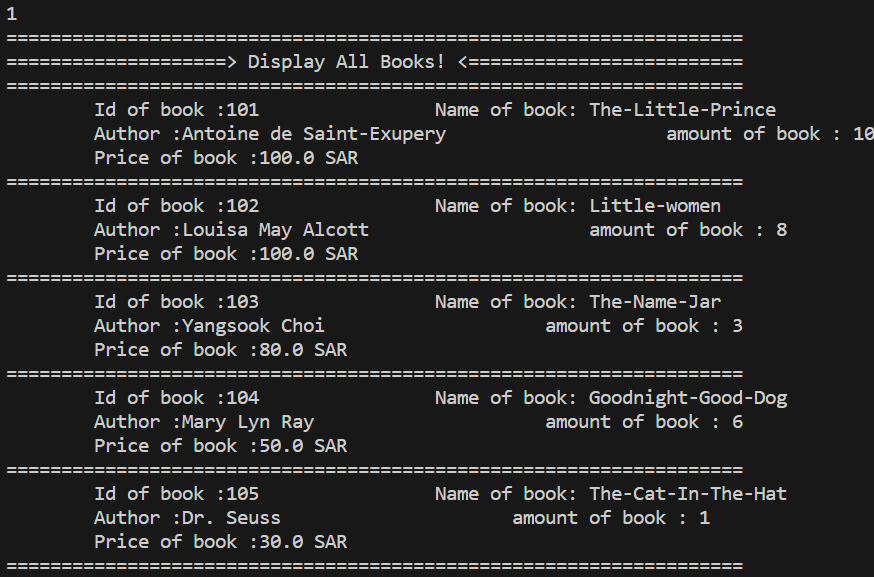 1
===================================================================
====================> Display All Books! <=========================
===================================================================
        Id of book :101                Name of book: The-Little-Prince
        Author :Antoine de Saint-Exupery                    amount of book : 10
        Price of book :100.0 SAR
===================================================================
        Id of book :102                Name of book: Little-women
        Author :Louisa May Alcott                    amount of book : 8
        Price of book :100.0 SAR
===================================================================
        Id of book :103                Name of book: The-Name-Jar
        Author :Yangsook Choi                    amount of book : 3
        Price of book :80.0 SAR
===================================================================
        Id of book :104                Name of book: Goodnight-Good-Dog
        Author :Mary Lyn Ray                     amount of book : 6
        Price of book :50.0 SAR
===================================================================
        Id of book :105                Name of book: The-Cat-In-The-Hat
        Author :Dr. Seuss                     amount of book : 1
        Price of book :30.0 SAR
===================================================================